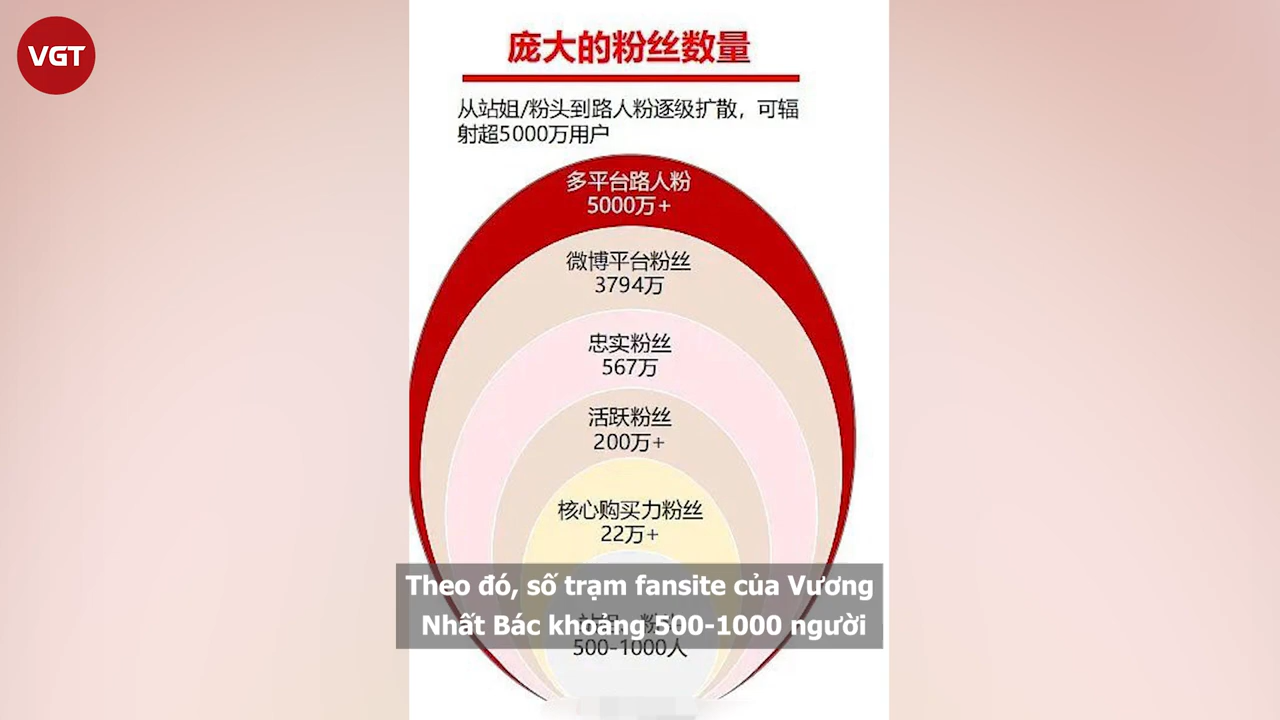 VGT
庞大的粉丝数量
从站姐/粉头到路人粉逐级扩散，可辐
射超5000万用户
多平台路人粉
5000万+
微博平台粉丝
3794万
忠实粉丝
567万
活跃粉丝
200万+
核心购买力粉丝
22万+
Theo đó, số trạm fansite của Vương
Nhất Bác khoảng 500-1000 người
500-1000人